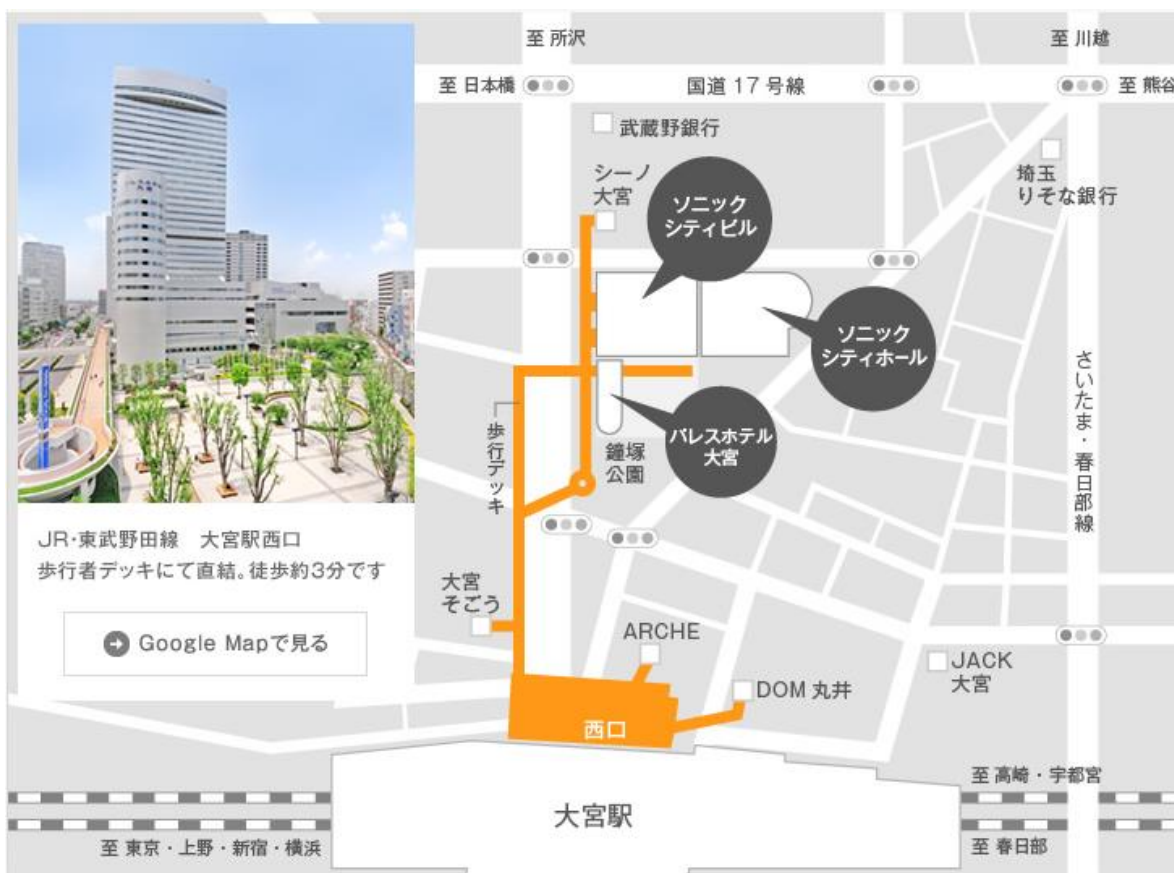 至 所沢
至 川越
至 日本橋
国道 17 号線
至 熊谷
武蔵野銀行
シーノ
大宮
ソニック
シティビル
埼玉
りそな銀行
ソニック
シティホール
さいたま・春日部線
パレスホテル
大宮
鐘塚
公園
歩行デッキ
JR・東武野田線 大宮駅西口
歩行者デッキにて直結。徒歩約3分です
Google Mapで見る
大宮
そごう
ARCHE
JACK
大宮
DOM 丸井
西口
大宮駅
至 高崎・宇都宮
至 東京・上野・新宿・横浜
至 春日部